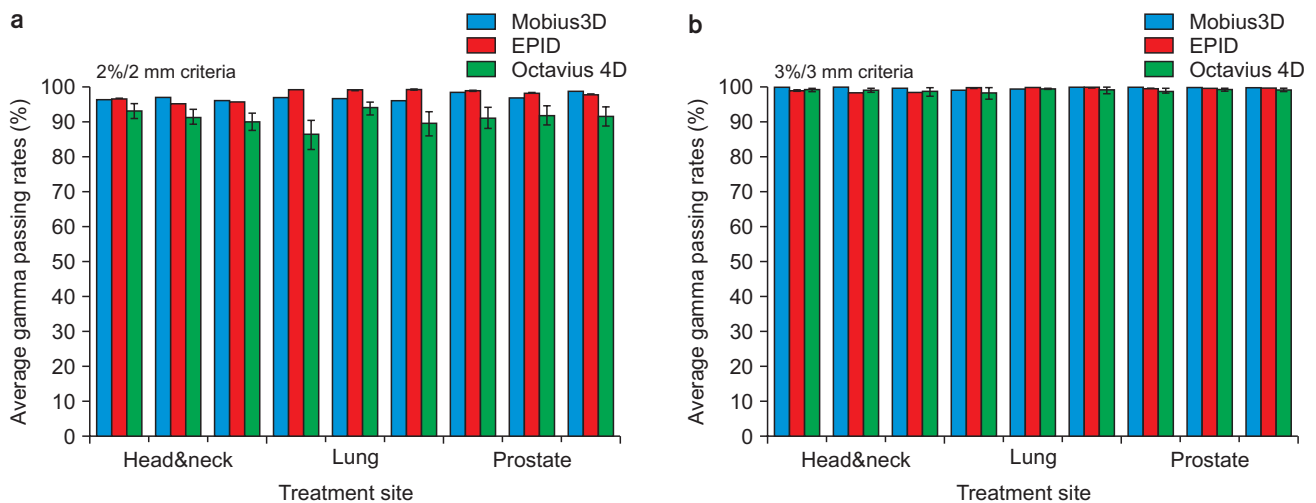 a
Mobius3D
EPID
Octavius 4D
2%/2 mm criteria
100
90
80
70
60
50
40
30
20
10
0
Average gamma passing rates (%)
Head&neck
Lung
Prostate
Treatment site
b
Mobius3D
EPID
Octavius 4D
3%/3 mm criteria
100
90
80
70
60
50
40
30
20
10
0
Average gamma passing rates (%)
Head&neck
Lung
Prostate
Treatment site